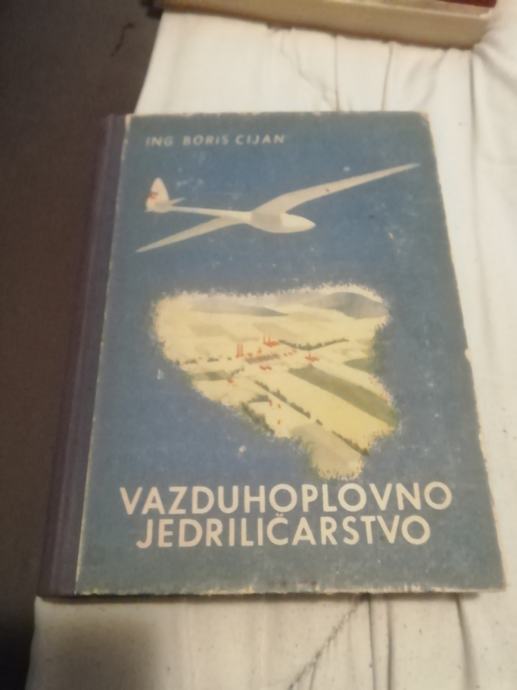 ING BORIS CIJAN
VAZDUHOPLOVNO
JEDRILIČARSTVO